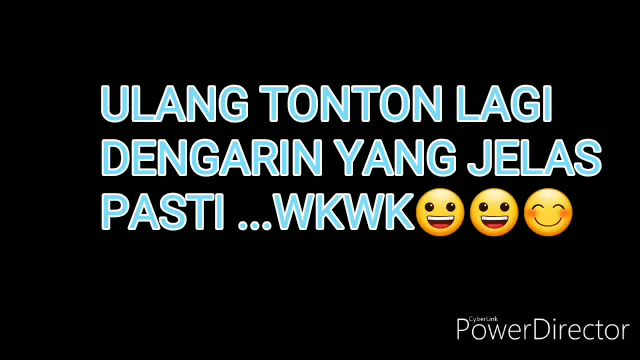 ULANG TONTON LAGI
DENGARIN YANG JELAS
PASTI ...WKWK😀😀😊
CyberLink
PowerDirector